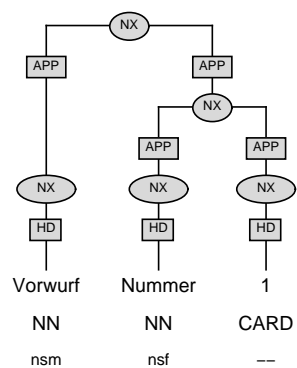 NX
APP APP
NX
APP APP
NX NX NX
HD HD HD
Vorwurf Nummer 1
NN NN CARD
nsm nsf −−